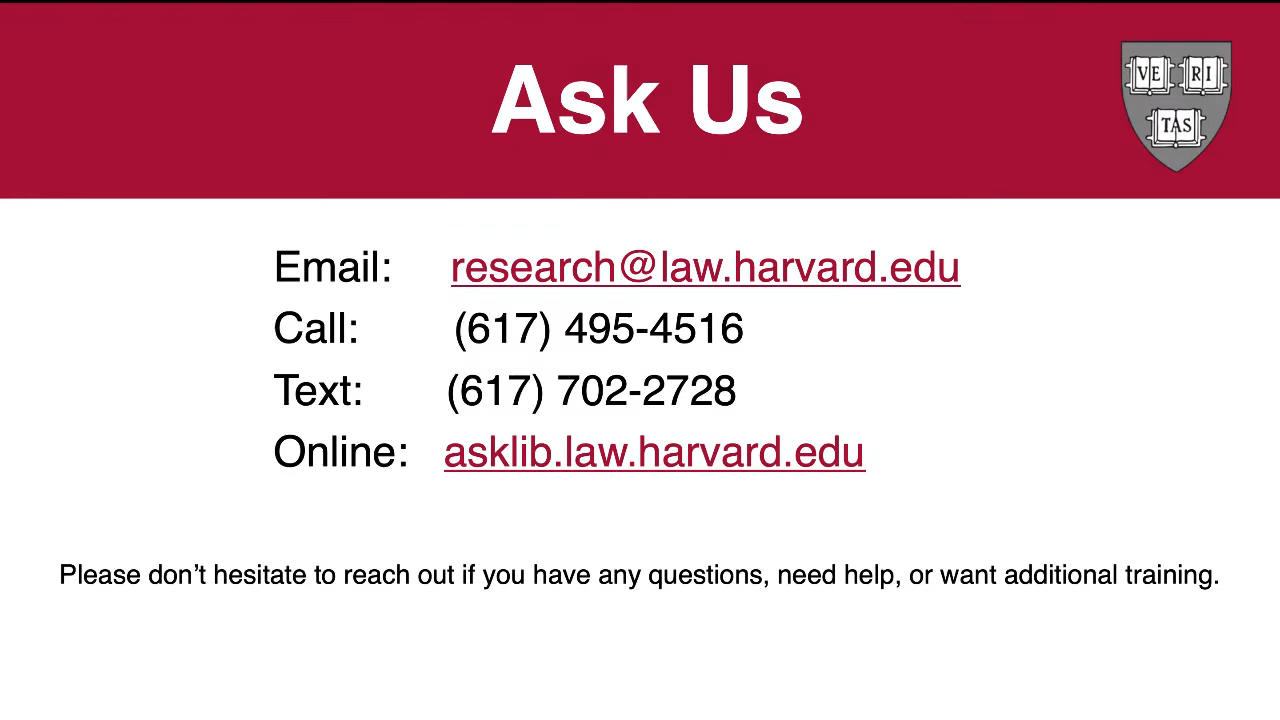 Ask Us
VE RI
TAS
Email: research@law.harvard.edu
Call: (617) 495-4516
Text: (617) 702-2728
Online: asklib.law.harvard.edu
Please don’t hesitate to reach out if you have any questions, need help, or want additional training.